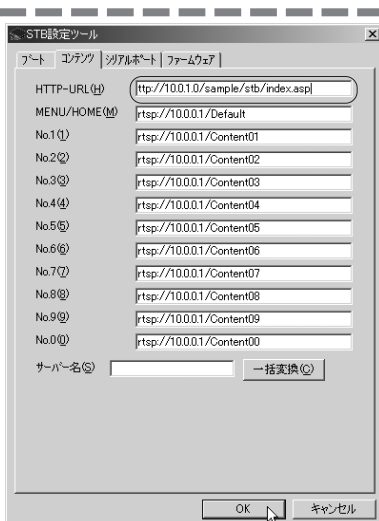 STB設定ツール
ブート コンテンツ シリアルポート ファームウェア
HTTP-URL(H) ttp://10.0.1.0/sample/stb/index.asp
MENU/HOME(M) rtsp://10.0.0.1/Default
No.1(1) rtsp://10.0.0.1/Content01
No.2(2) rtsp://10.0.0.1/Content02
No.3(3) rtsp://10.0.0.1/Content03
No.4(4) rtsp://10.0.0.1/Content04
No.5(5) rtsp://10.0.0.1/Content05
No.6(6) rtsp://10.0.0.1/Content06
No.7(7) rtsp://10.0.0.1/Content07
No.8(8) rtsp://10.0.0.1/Content08
No.9(9) rtsp://10.0.0.1/Content09
No.0(0) rtsp://10.0.0.1/Content00
サーバー名(S) 一括変換(C)
OK キャンセル